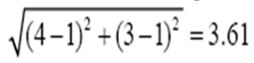 √(4−1)² + (3−1)² = 3.61